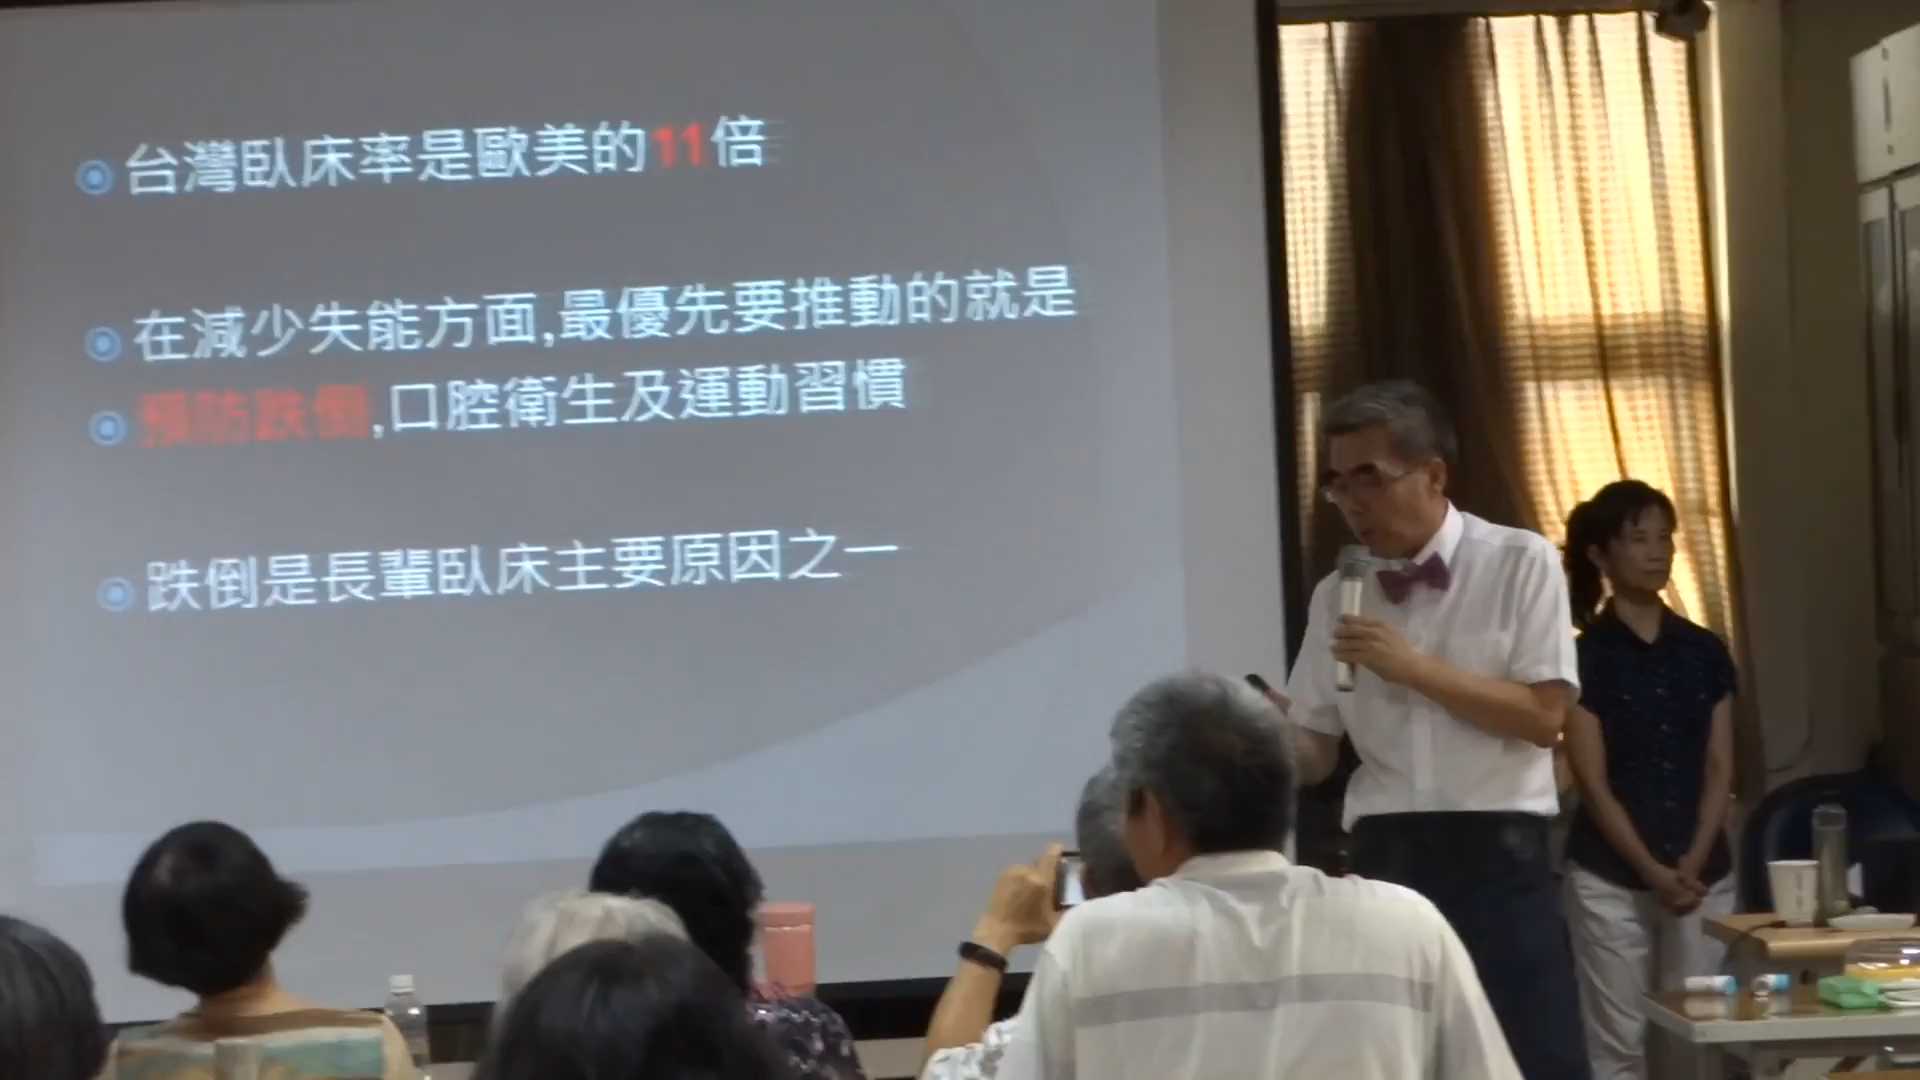 台灣臥床率是歐美的11倍
在減少失能方面,最優先要推動的就是
預防跌倒,口腔衛生及運動習慣
跌倒是長輩臥床主要原因之一